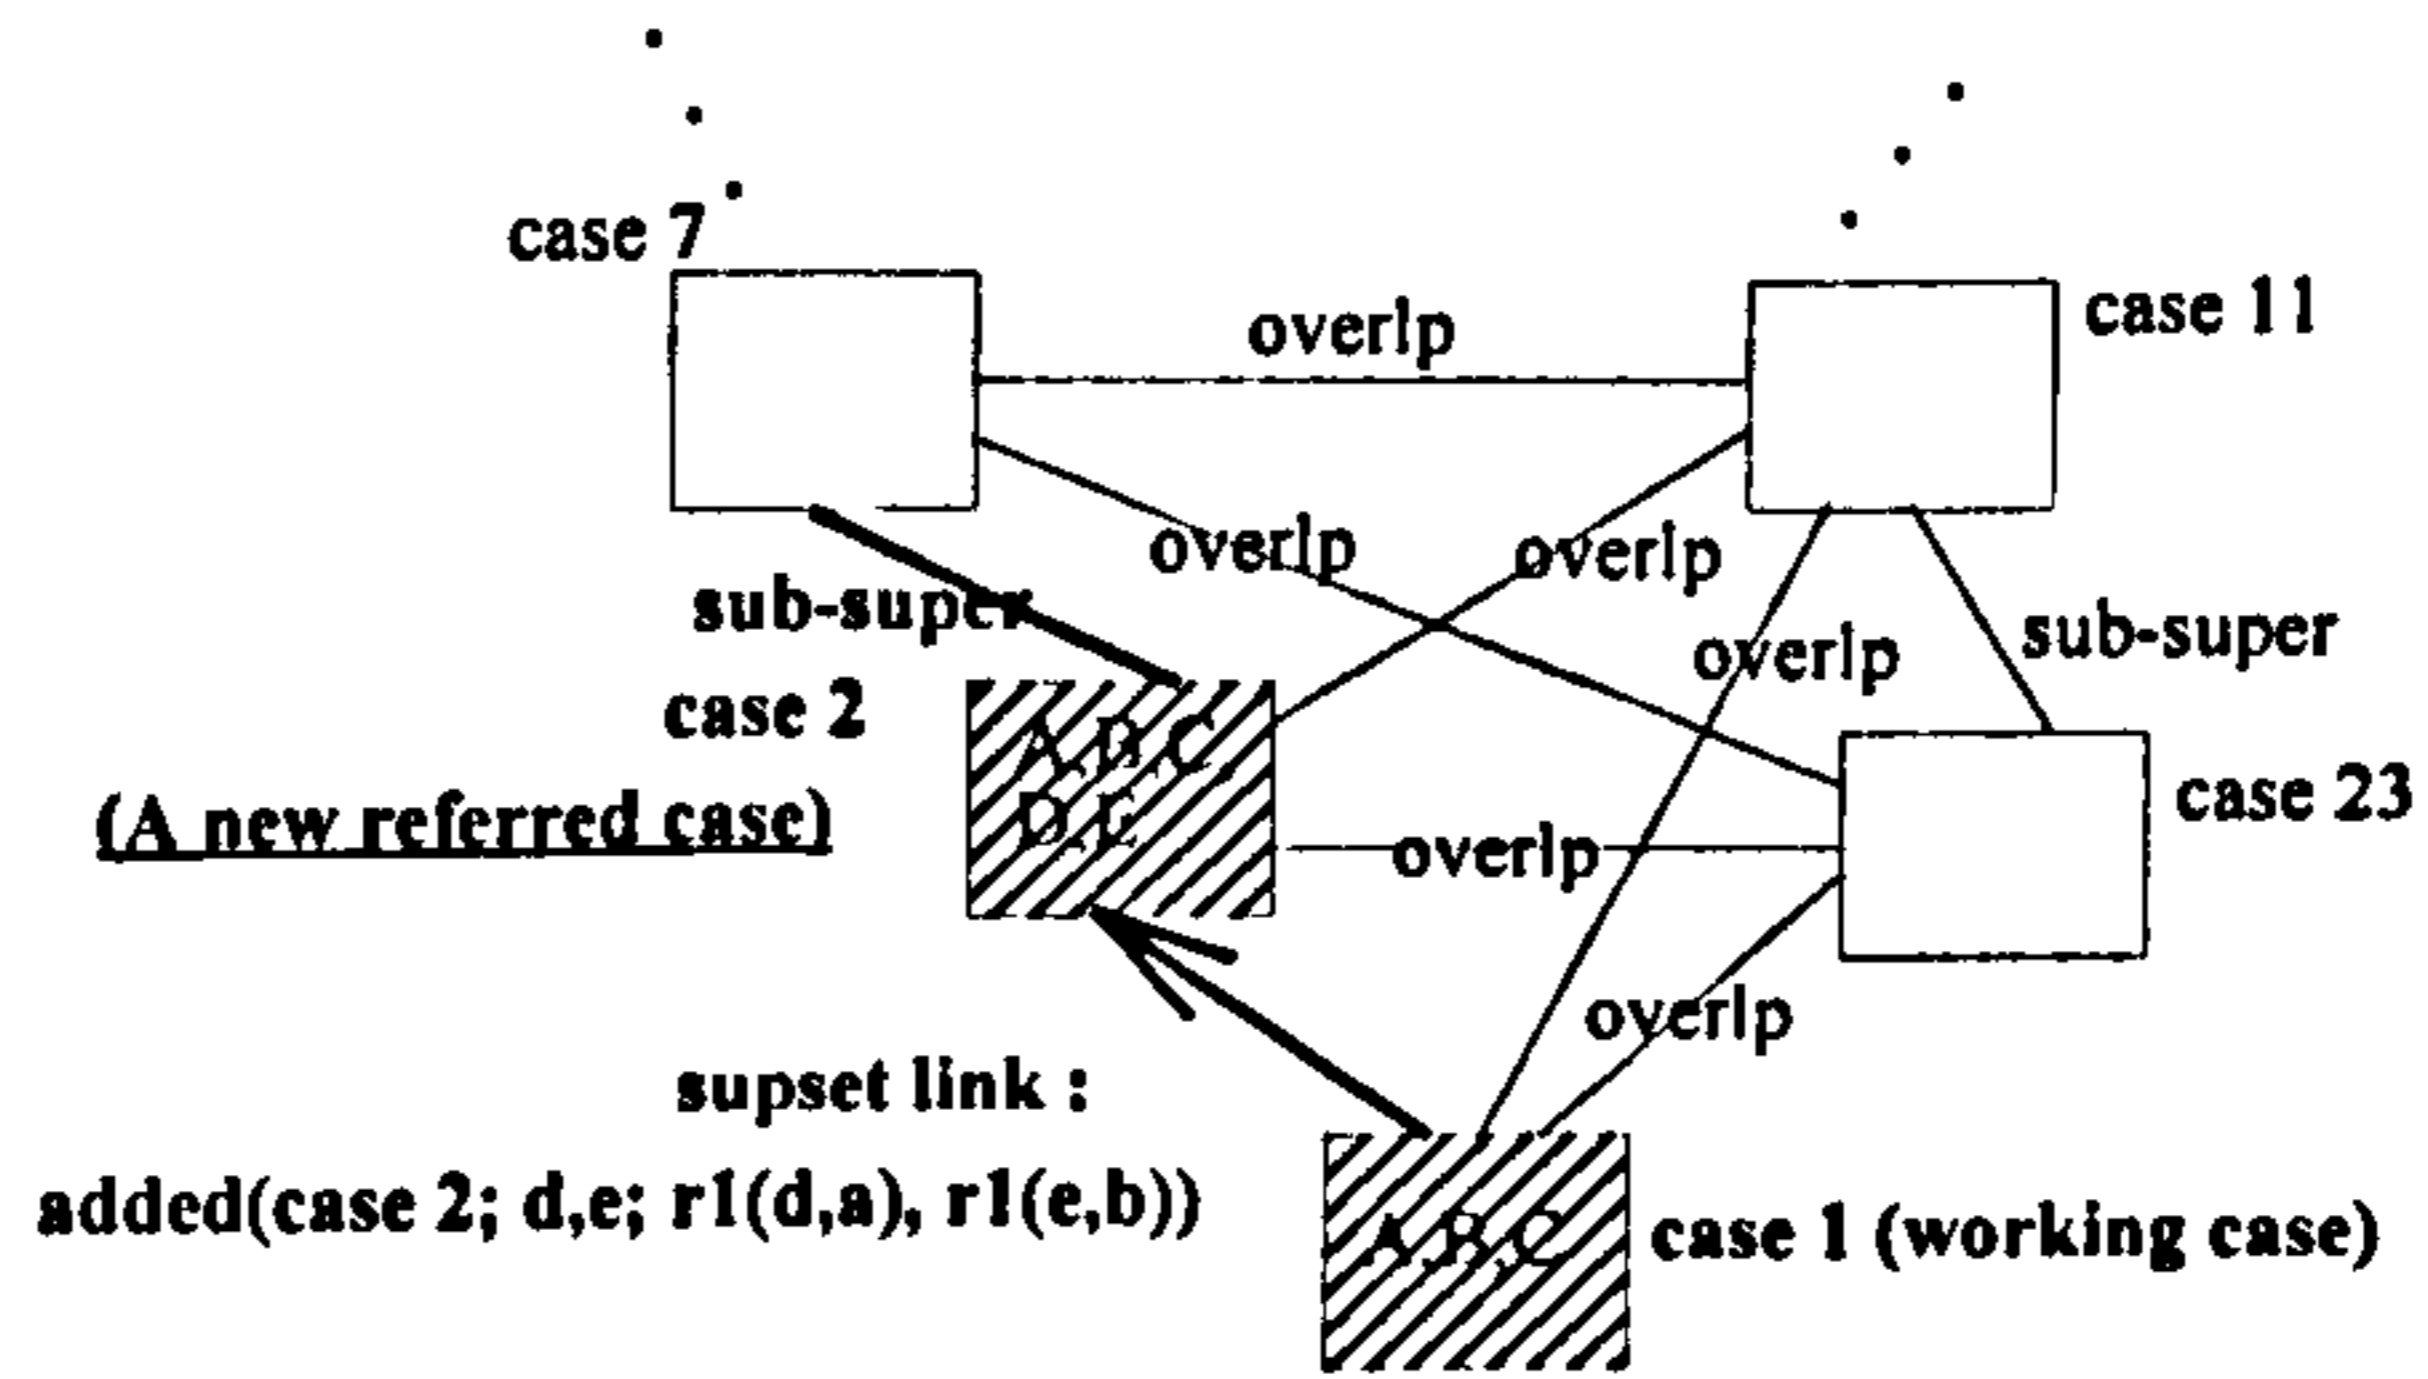 case 7
case 11
overlp
overlp
overlp
sub-super
overlp
sub-super
case 2
case 23
(A new referred case)
overlp
overlp
supset link :
added(case 2; d,e; r1(d,a), r1(e,b))
A,B,C
case 1 (working case)